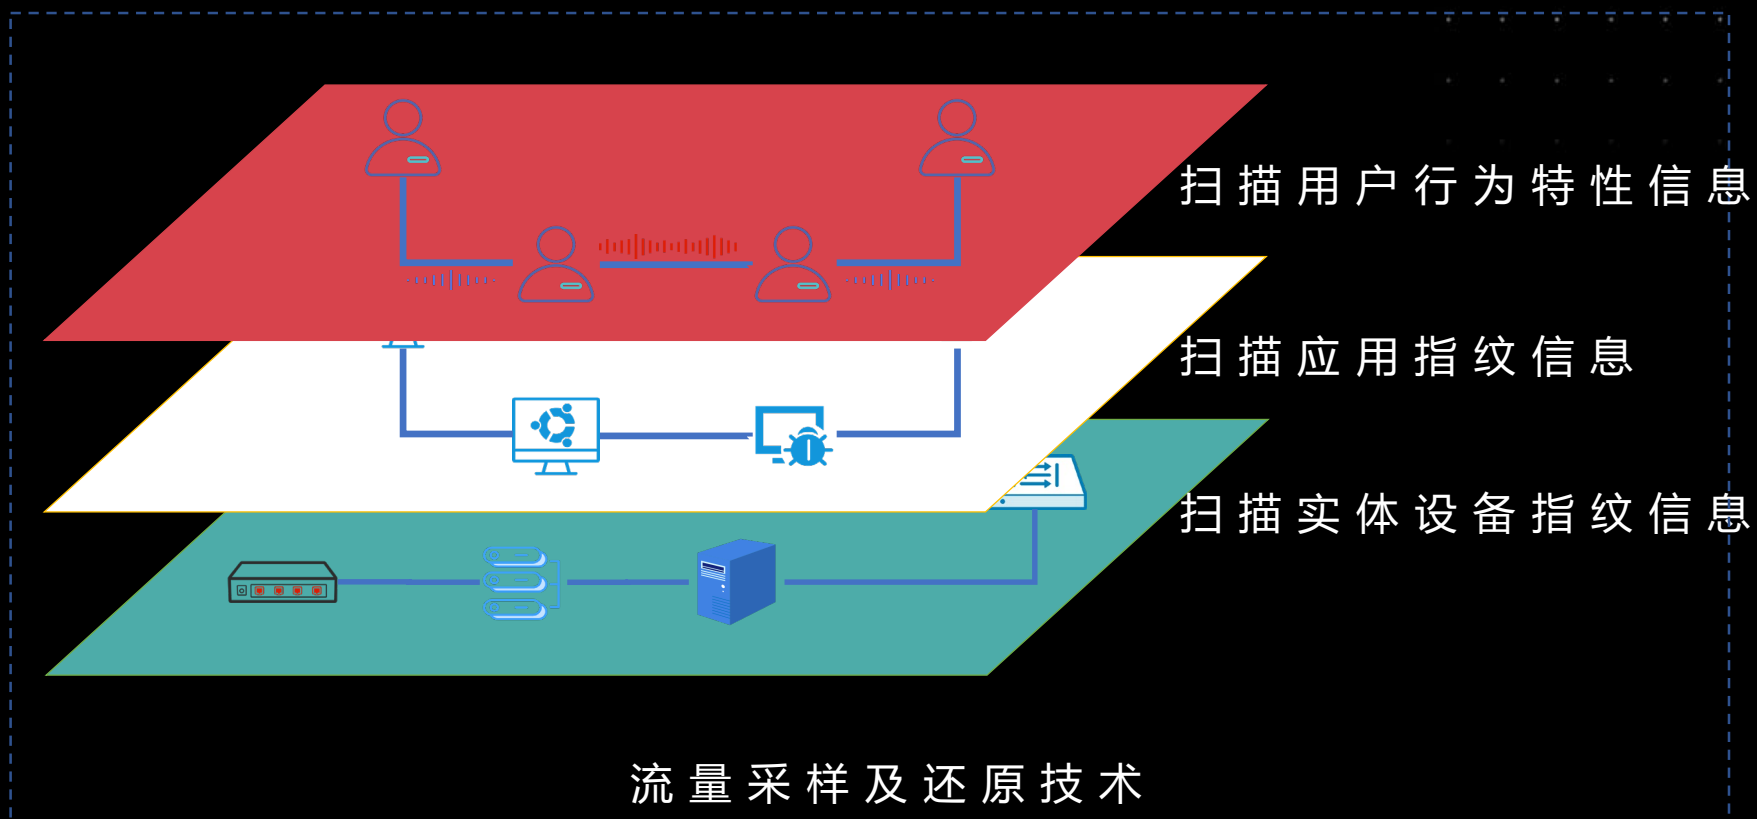 扫描用户行为特性信息
扫描应用指纹信息
扫描实体设备指纹信息
流量采样及还原技术